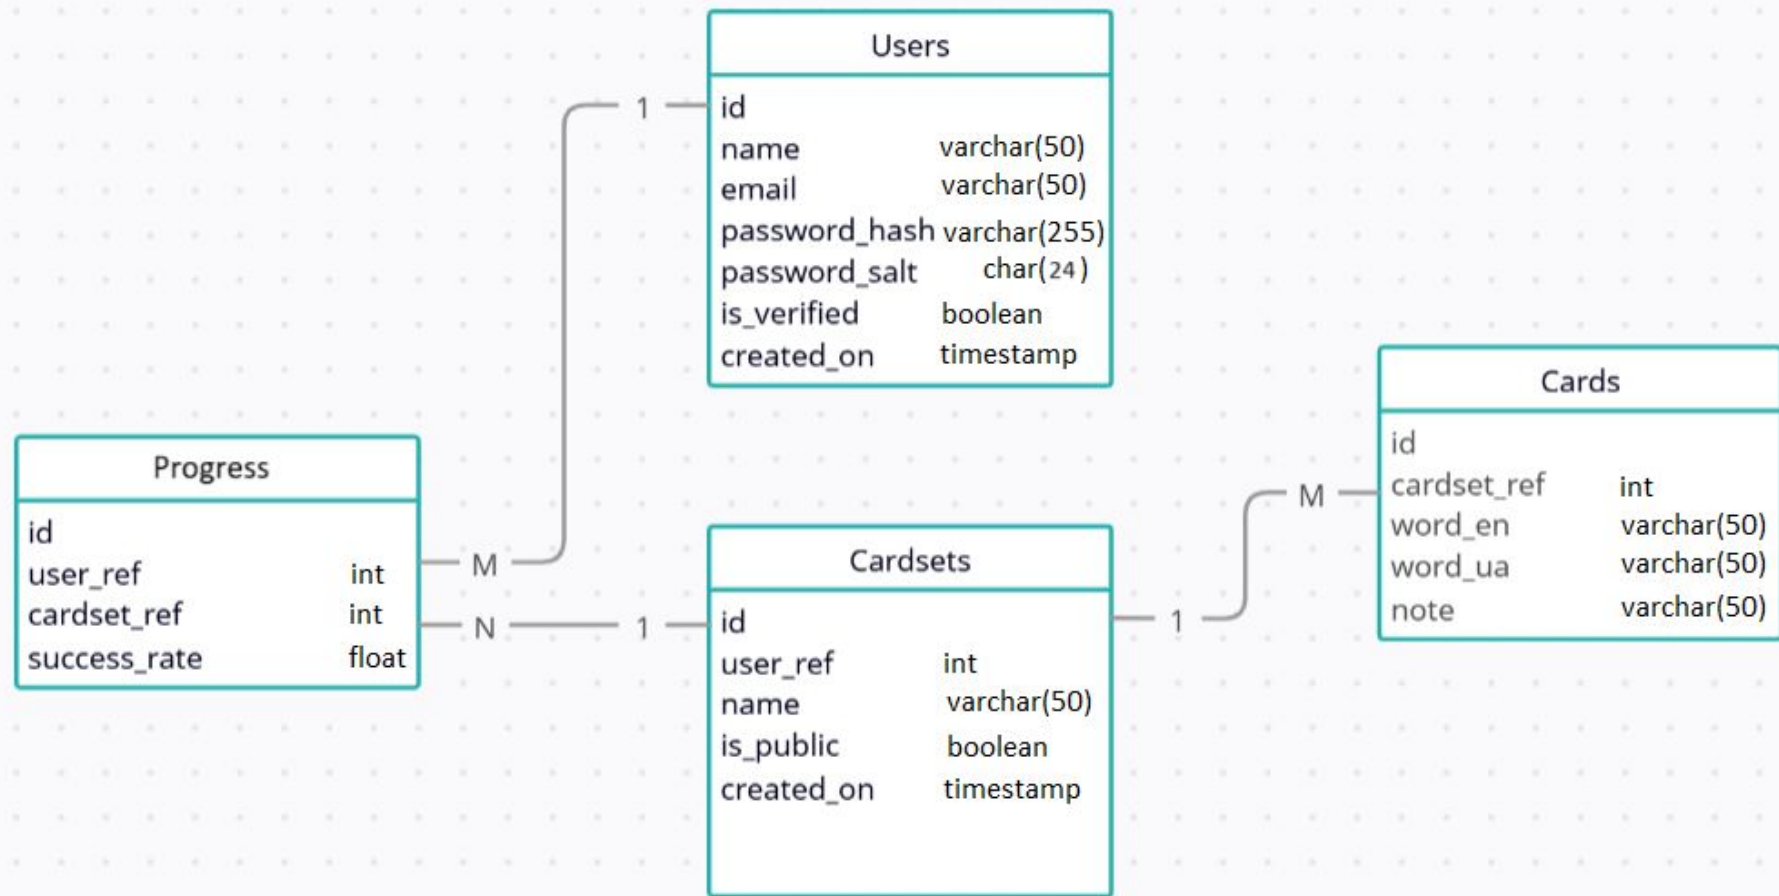 Users
id
name varchar(50)
email varchar(50)
password_hash varchar(255)
password_salt char(24)
is_verified boolean
created_on timestamp
1
Progress
id
user_ref int
cardset_ref int
success_rate float
M
N
1
Cardsets
id
user_ref int
name varchar(50)
is_public boolean
created_on timestamp
1
M
Cards
id
cardset_ref int
word_en varchar(50)
word_ua varchar(50)
note varchar(50)